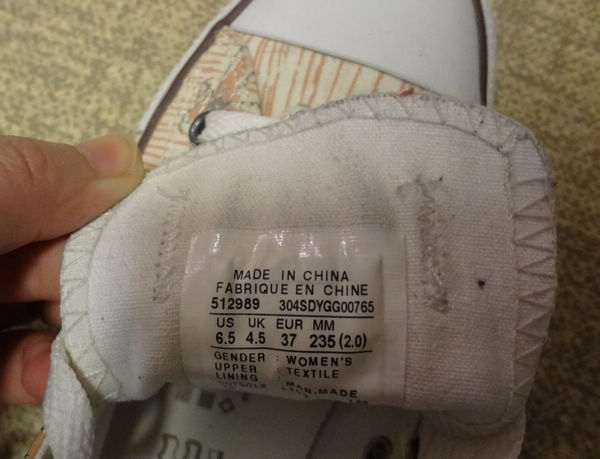 MADE IN CHINA
FABRIQUE EN CHINE
512989 304SDYGG00765
US UK EUR MM
6.5 4.5 37 235 (2.0)
GENDER : WOMEN'S
UPPER : TEXTILE
LINING :
OUTSOLE : MAN.MADE